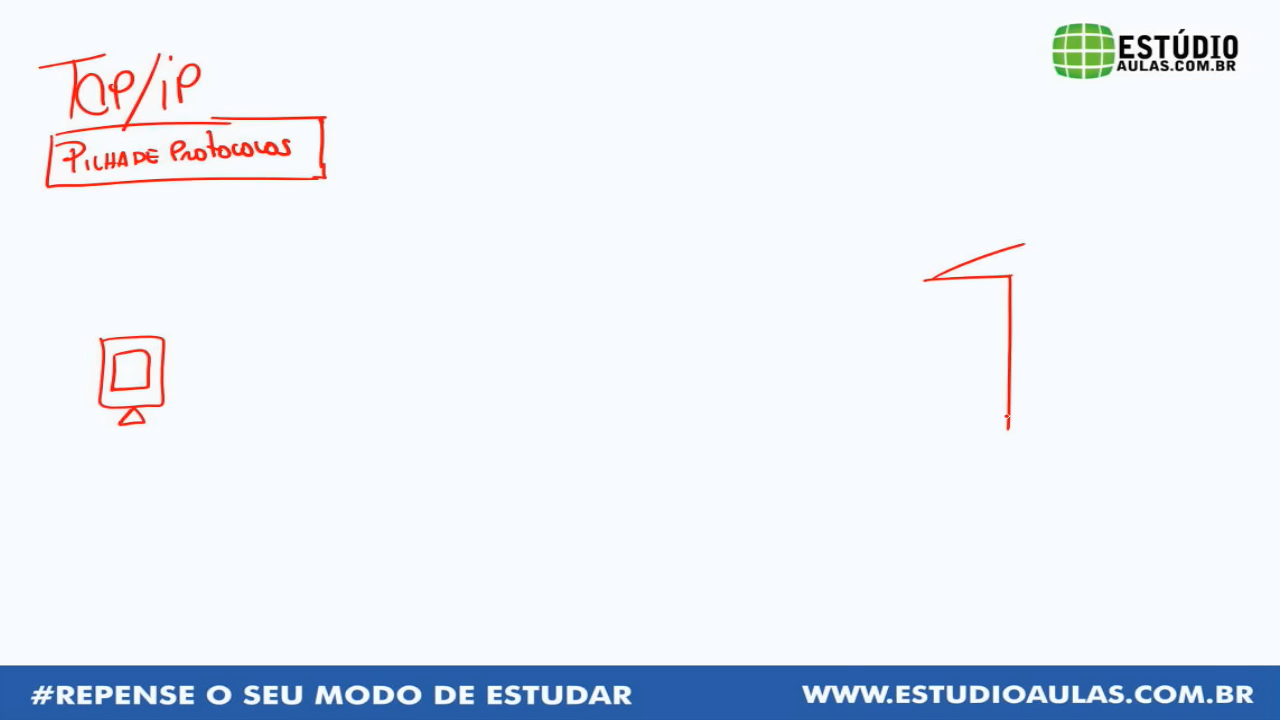 TCP/iP
PILHA DE PROTOCOLOS
ESTÚDIO
AULAS.COM.BR
#REPENSE O SEU MODO DE ESTUDAR
WWW.ESTUDIOAULAS.COM.BR